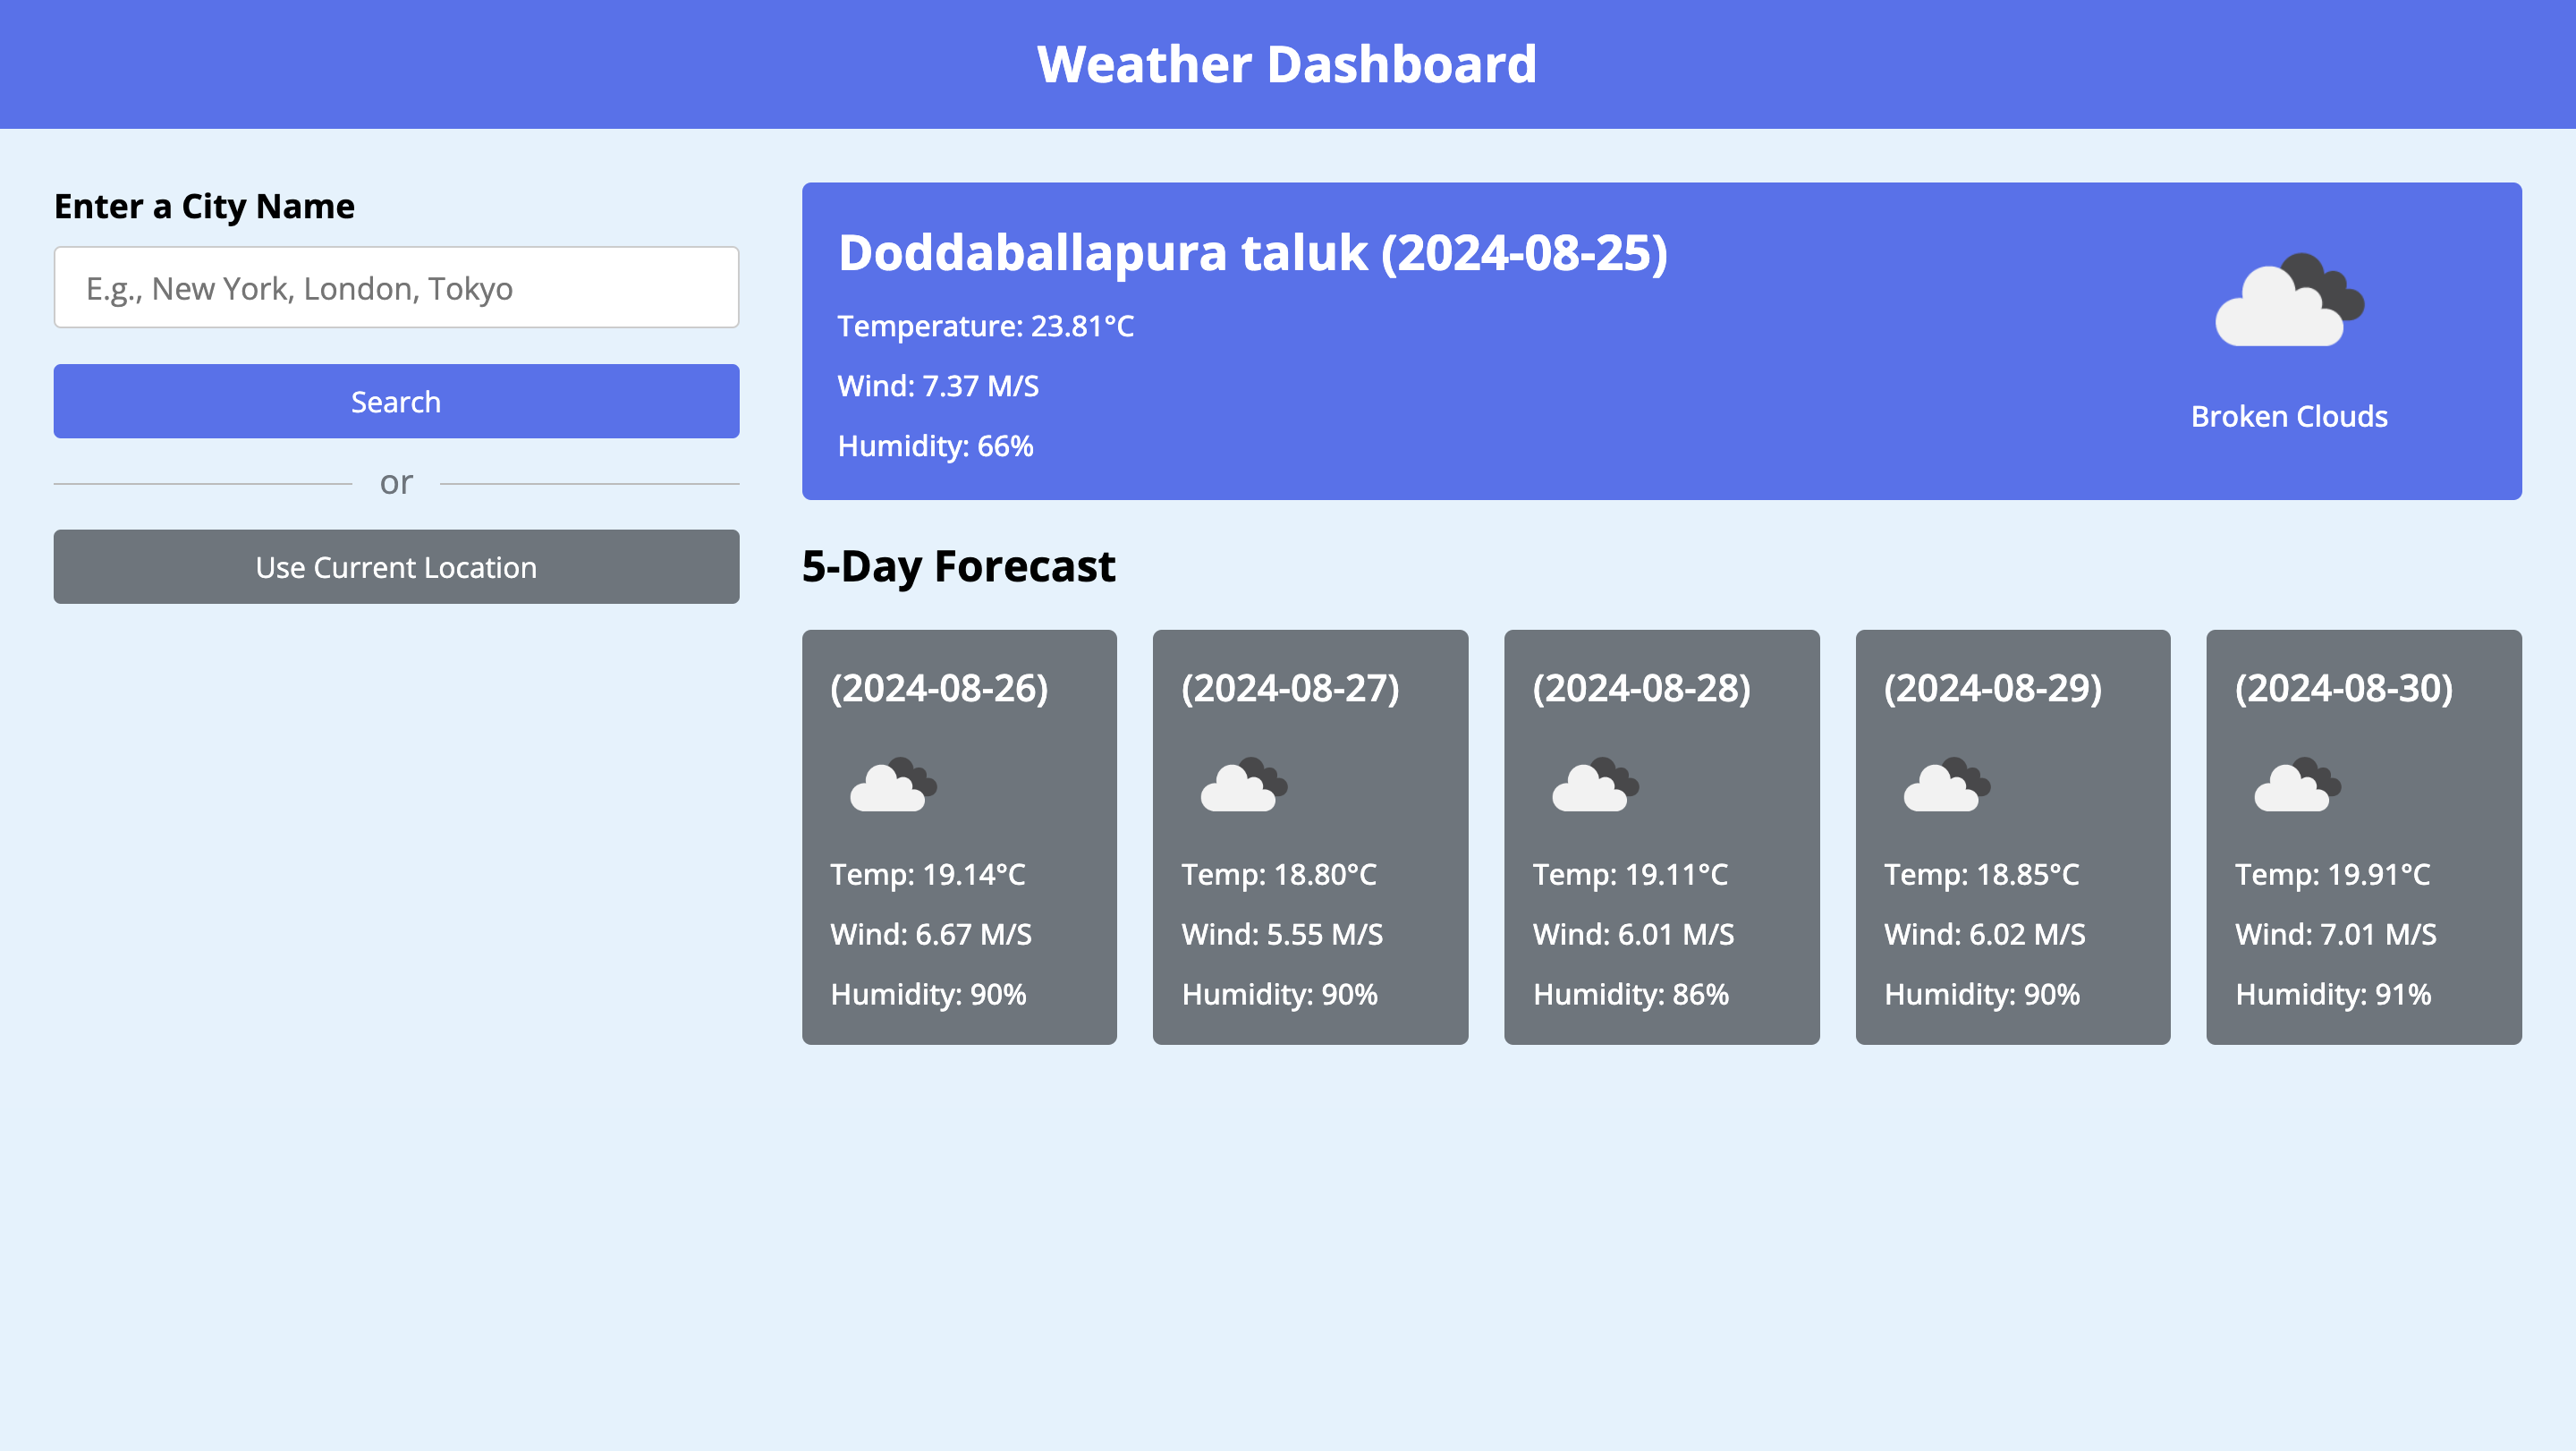 Weather Dashboard
Enter a City Name
E.g., New York, London, Tokyo
Search
or
Use Current Location
Doddaballapura taluk (2024-08-25)
Temperature: 23.81°C
Wind: 7.37 M/S
Humidity: 66%
Broken Clouds
5-Day Forecast
(2024-08-26)
Temp: 19.14°C
Wind: 6.67 M/S
Humidity: 90%
(2024-08-27)
Temp: 18.80°C
Wind: 5.55 M/S
Humidity: 90%
(2024-08-28)
Temp: 19.11°C
Wind: 6.01 M/S
Humidity: 86%
(2024-08-29)
Temp: 18.85°C
Wind: 6.02 M/S
Humidity: 90%
(2024-08-30)
Temp: 19.91°C
Wind: 7.01 M/S
Humidity: 91%